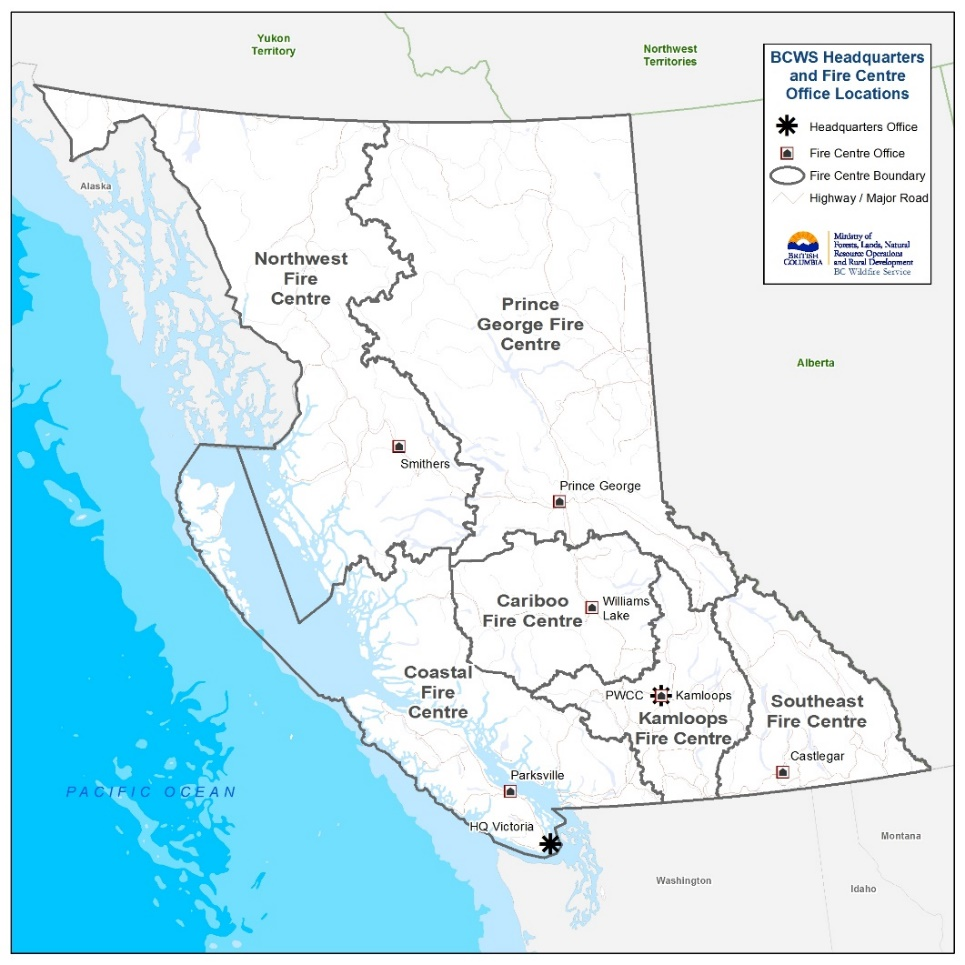 Yukon
Territory
Northwest
Territories
BCWS Headquarters
and Fire Centre
Office Locations
Headquarters Office
Fire Centre Office
Fire Centre Boundary
Highway / Major Road
BRITISH
COLUMBIA
Ministry of
Forests, Lands, Natural
Resource Operations
and Rural Development
BC Wildfire Service
Alaska
Northwest
Fire
Centre
Prince
George Fire
Centre
Alberta
Smithers
Prince George
Cariboo
Fire Centre
Williams
Lake
Coastal
Fire
Centre
PWCC
Kamloops
Kamloops
Fire Centre
Southeast
Fire Centre
Castlegar
Parksville
PACIFIC OCEAN
HQ Victoria
Montana
Washington
Idaho